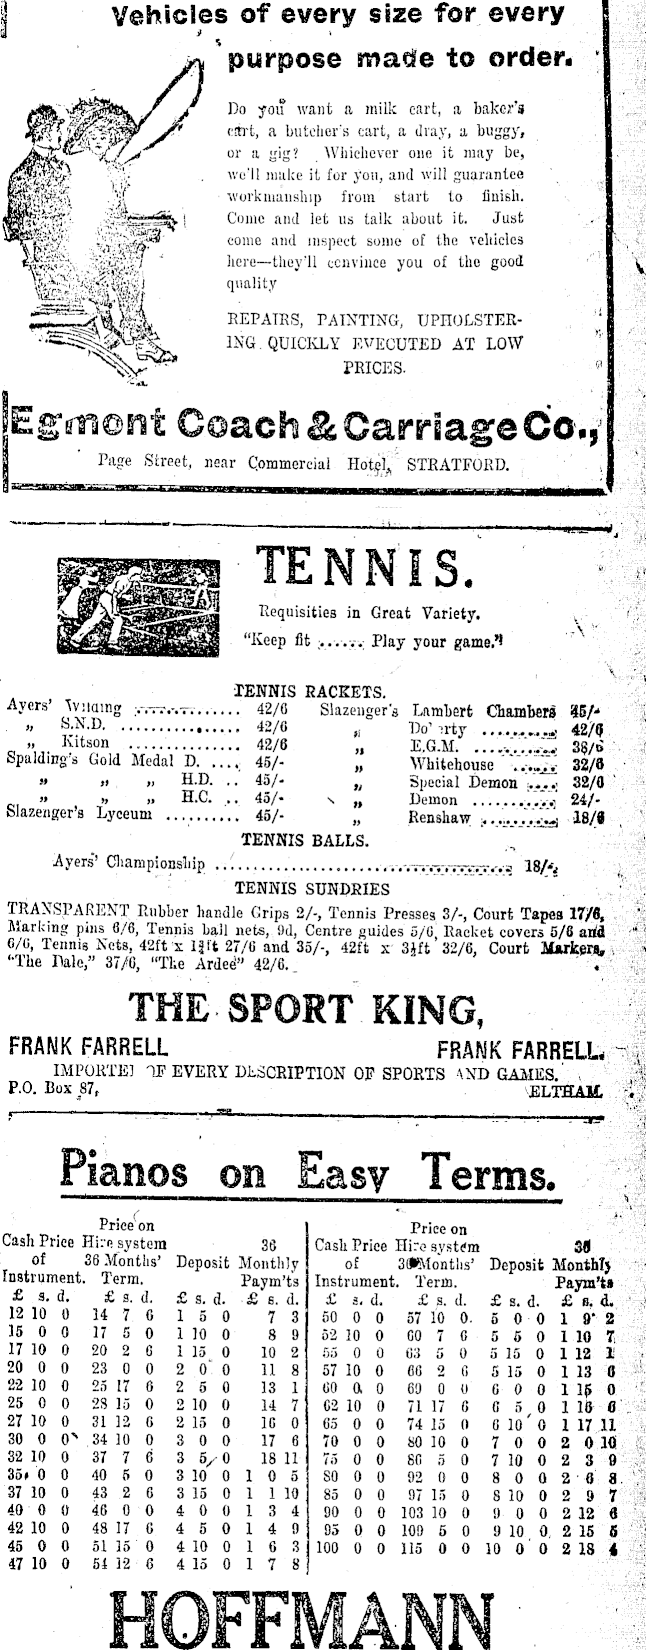 Vehicles of every size for every
purpose made to order.
Do you want a milk cart, a baker's
cart, a butcher's cart, a dray, a buggy,
or a gig? Whichever one it may be,
we'll make it for you, and will guarantee
workmanship from start to finish.
Come and let us talk about it. Just
come and inspect some of the vehicles
here—they'll convince you of the good
quality
REPAIRS, PAINTING, UPHOLSTER-
ING QUICKLY EXECUTED AT LOW
PRICES.
Egmont Coach & Carriage Co.,
Page Street, near Commercial Hotel, STRATFORD.
TENNIS.
Requisities in Great Variety.
"Keep fit ...... Play your game."
TENNIS RACKETS.
Ayers' Wilding .............. 42/6
„ S.N.D. .............. 42/6
„ Kitson .............. 42/6
Spalding's Gold Medal D. .... 45/-
„ „ „ H.D. .. 45/-
„ „ „ H.C. .. 45/-
Slazenger's Lyceum .......... 45/-
Slazenger's Lambert Chambers 45/-
„ Do'erty .......... 42/6
„ E.G.M. .......... 38/6
„ Whitehouse ...... 32/6
„ Special Demon .... 32/6
„ Demon .......... 24/-
„ Renshaw .......... 18/6
TENNIS BALLS.
Ayers' Championship .............................. 18/-
TENNIS SUNDRIES
TRANSPARENT Rubber handle Grips 2/-, Tennis Presses 3/-, Court Tapes 17/6,
Marking pins 6/6, Tennis ball nets, 9d, Centre guides 5/6, Racket covers 5/6 and
6/6, Tennis Nets, 42ft x 1¾ft 27/6 and 35/-, 42ft x 3½ft 32/6, Court Markers,
"The Dale," 37/6, "The Ardee" 42/6.
THE SPORT KING,
FRANK FARRELL FRANK FARRELL.
IMPORTE OF EVERY DESCRIPTION OF SPORTS AND GAMES.
P.O. Box 87, ELTHAM.
Pianos on Easy Terms.
Cash Price of Instrument. Price on Hire system 36 Months' Term. Deposit 36 Monthly Paym'ts
£ s. d. £ s. d. £ s. d. £ s. d.
12 10 0 14 7 6 1 5 0 7 3
15 0 0 17 5 0 1 10 0 8 9
17 10 0 20 2 6 1 15 0 10 2
20 0 0 23 0 0 2 0 0 11 8
22 10 0 25 17 6 2 5 0 13 1
25 0 0 28 15 0 2 10 0 14 7
27 10 0 31 12 6 2 15 0 16 0
30 0 0 34 10 0 3 0 0 17 6
32 10 0 37 7 6 3 5 0 18 11
35 0 0 40 5 0 3 10 0 1 0 5
37 10 0 43 2 6 3 15 0 1 1 10
40 0 0 46 0 0 4 0 0 1 3 4
42 10 0 48 17 6 4 5 0 1 4 9
45 0 0 51 15 0 4 10 0 1 6 3
47 10 0 54 12 6 4 15 0 1 7 8
Cash Price of Instrument. Price on Hire system 36 Months' Term. Deposit 36 Monthly Paym'ts
£ s. d. £ s. d. £ s. d. £ s. d.
50 0 0 57 10 0 5 0 0 1 9 2
52 10 0 60 7 6 5 5 0 1 10 7
55 0 0 63 5 0 5 15 0 1 12 1
57 10 0 66 2 6 5 15 0 1 13 6
60 0 0 69 0 0 6 0 0 1 15 0
62 10 0 71 17 6 6 5 0 1 16 6
65 0 0 74 15 0 6 10 0 1 17 11
70 0 0 80 10 0 7 0 0 2 0 10
75 0 0 86 5 0 7 10 0 2 3 9
80 0 0 92 0 0 8 0 0 2 6 8
85 0 0 97 15 0 8 10 0 2 9 7
90 0 0 103 10 0 9 0 0 2 12 6
95 0 0 109 5 0 9 10 0 2 15 5
100 0 0 115 0 0 10 0 0 2 18 4
HOFFMANN